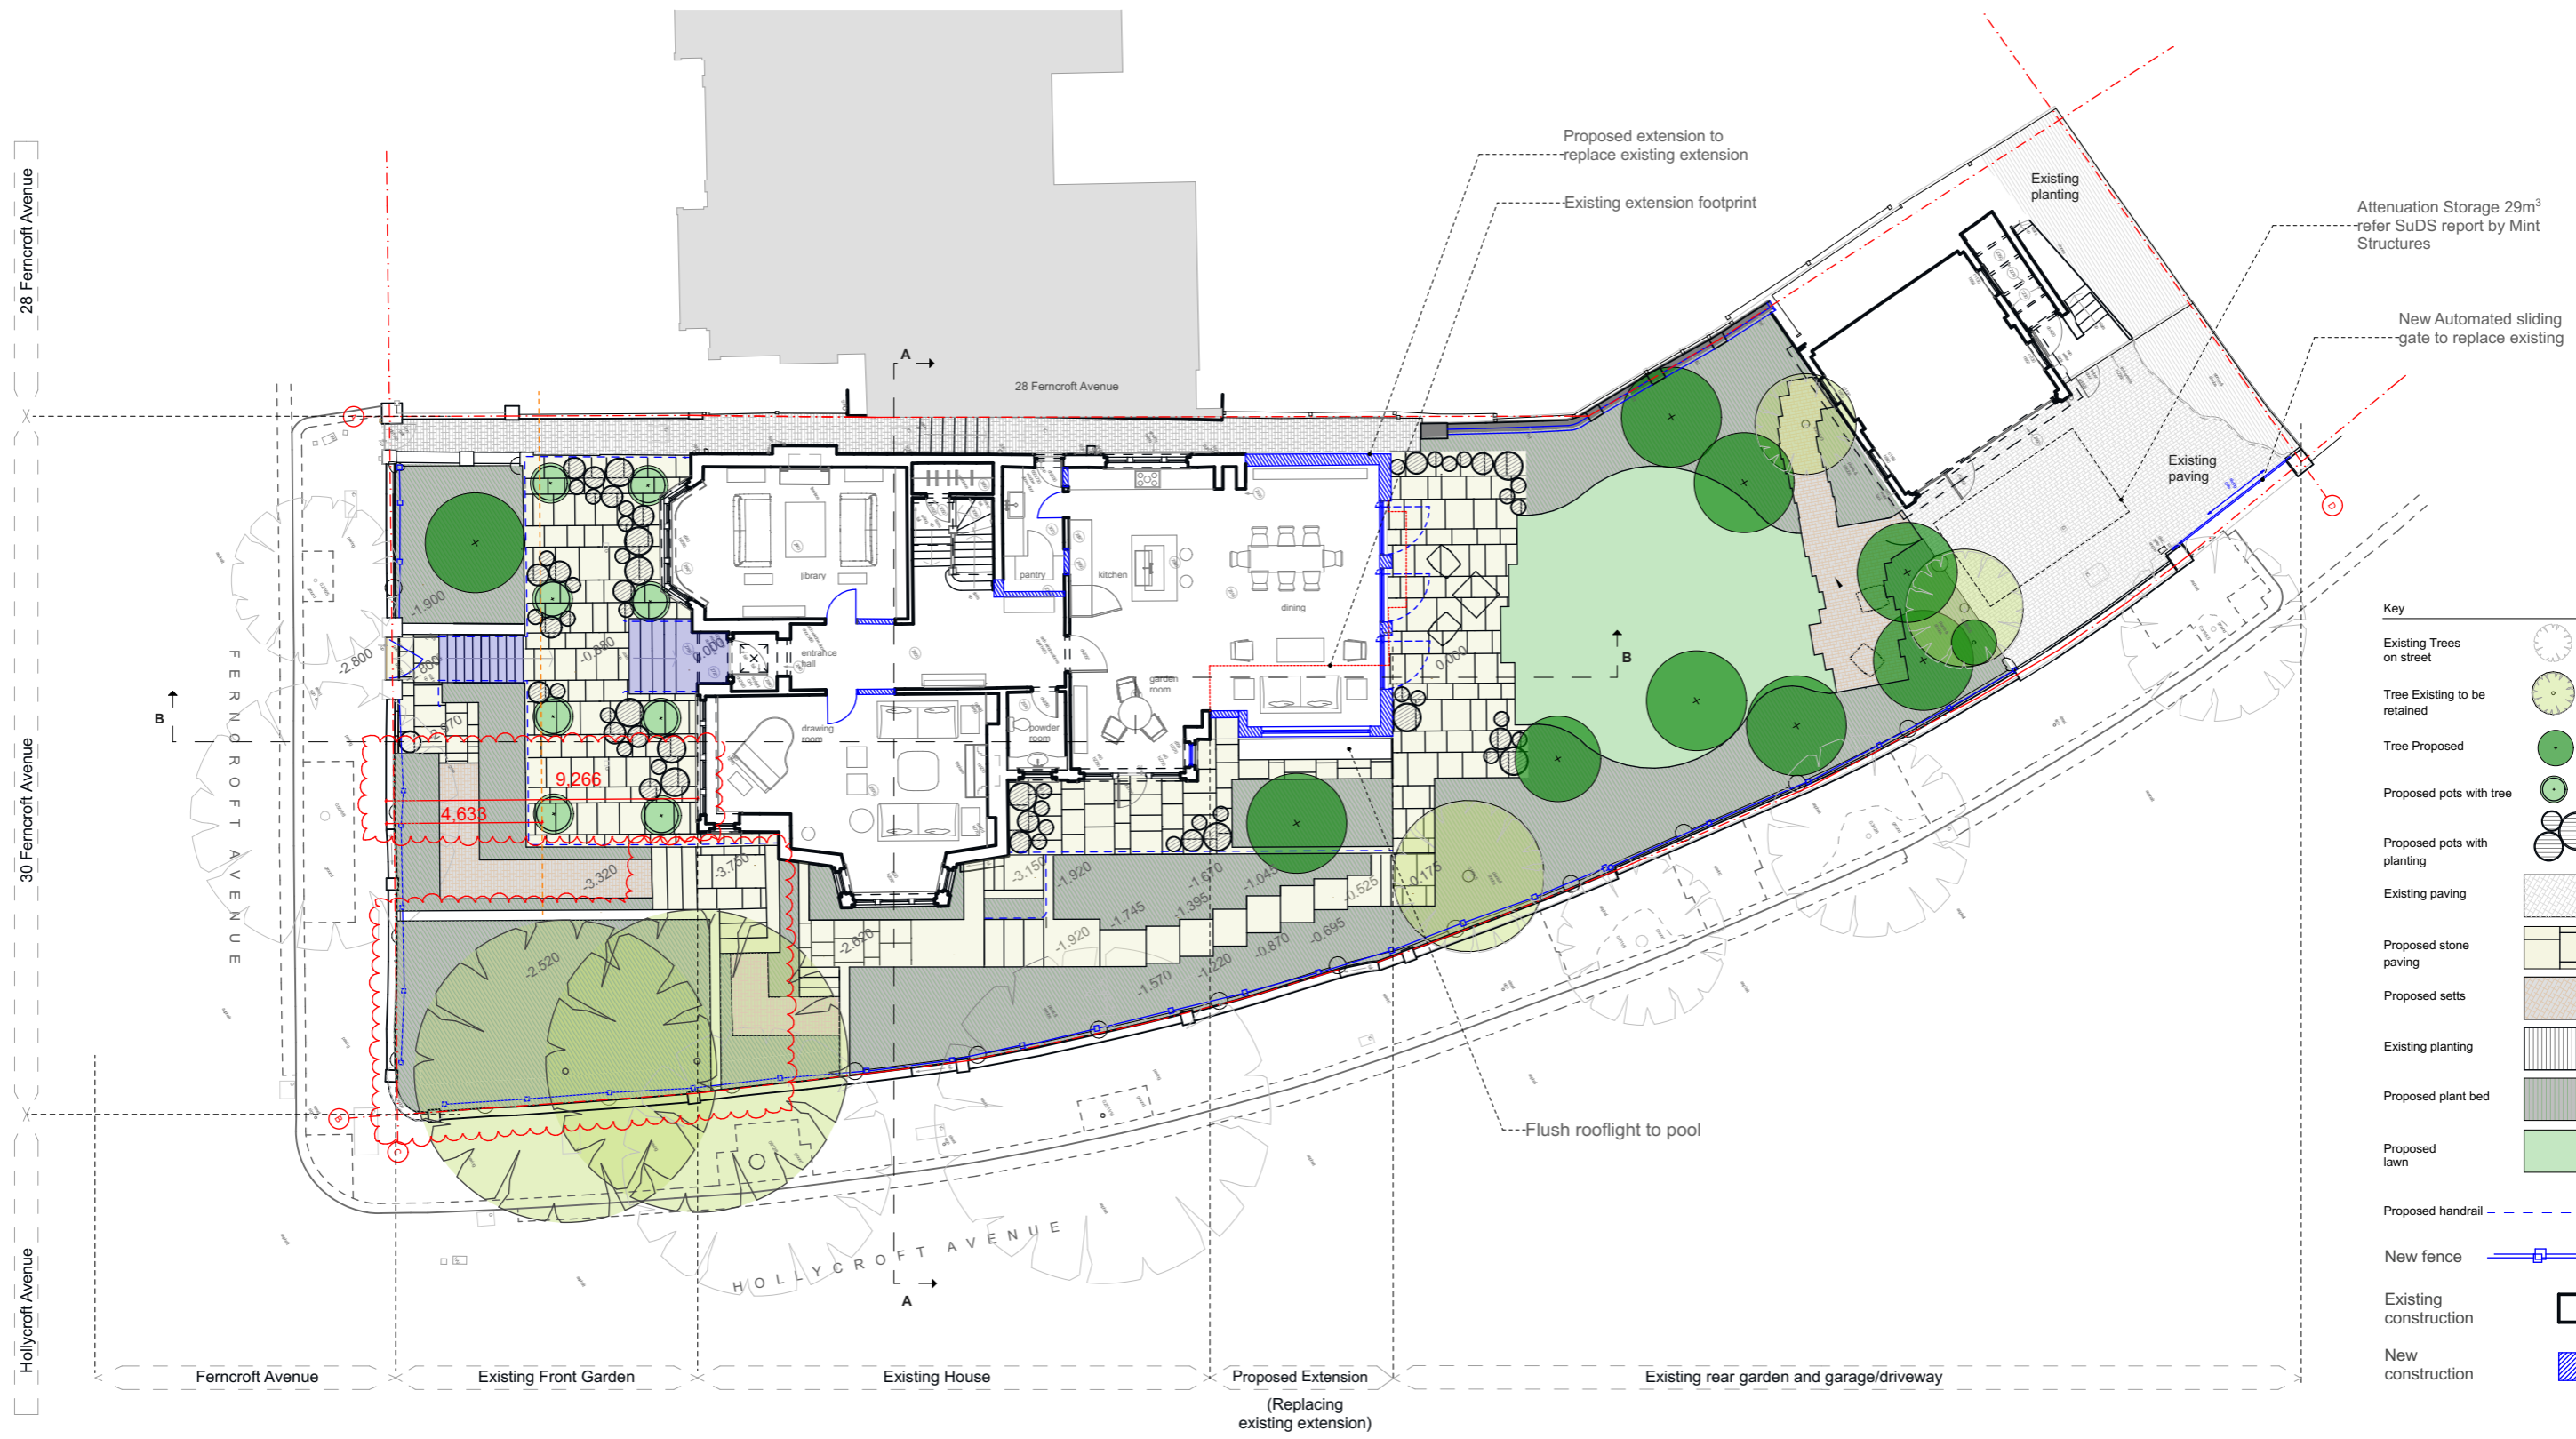 28 Ferncroft Avenue
30 Ferncroft Avenue
Hollycroft Avenue
Proposed extension to
replace existing extension
Existing extension footprint
Existing
planting
Attenuation Storage 29m³
refer SuDS report by Mint
Structures
New Automated sliding
gate to replace existing
A
28 Ferncroft Avenue
Existing
paving
D
library
pantry
kitchen
dining
entrance
hall
garden
room
drawing
room
powder
room
-1.900
-2.800
-0.860
0.000
0.000
B
B
FERNCROFT AVENUE
9,266
4,633
-3.320
-3.750
-3.150
-1.920
-1.670
-1.045
-0.525
0.175
-1.745
-1.395
-2.820
-1.920
-0.870
-0.695
-1.220
-1.570
-2.520
B
C
Flush rooflight to pool
HOLLYCROFT AVENUE
A
Key
Existing Trees
on street
Tree Existing to be
retained
Tree Proposed
Proposed pots with tree
Proposed pots with
planting
Existing paving
Proposed stone
paving
Proposed setts
Existing planting
Proposed plant bed
Proposed
lawn
Proposed handrail
New fence
Existing
construction
New
construction
Ferncroft Avenue
Existing Front Garden
Existing House
Proposed Extension
(Replacing
existing extension)
Existing rear garden and garage/driveway